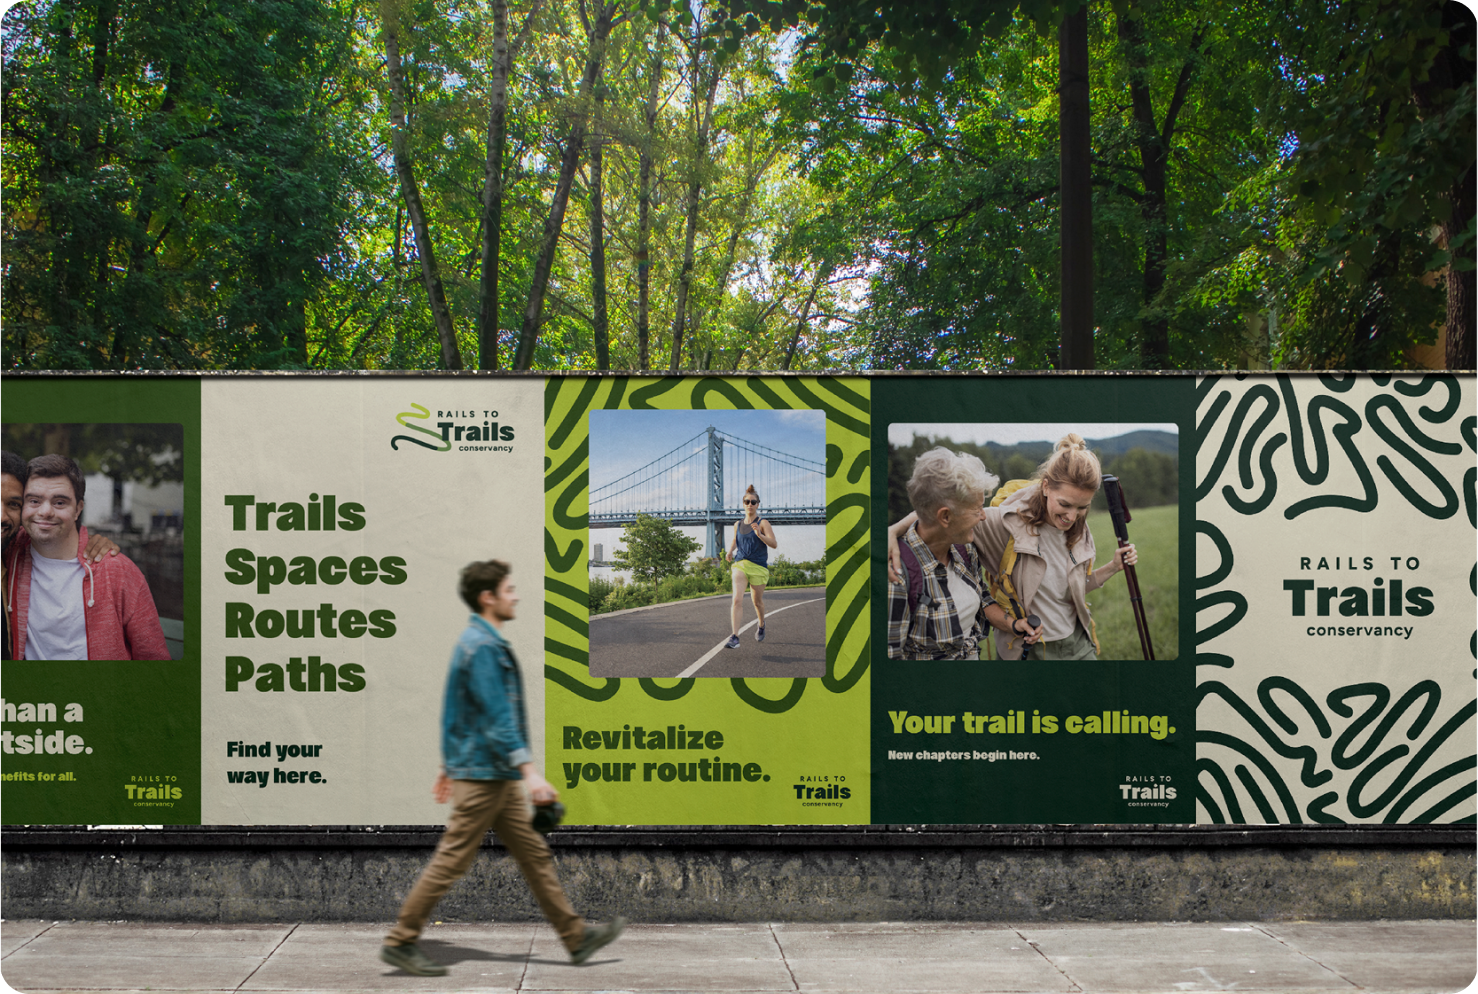 han a
tside.
nefits for all.
RAILS TO
Trails
conservancy
RAILS TO
Trails
conservancy
Trails
Spaces
Routes
Paths
Find your
way here.
Revitalize
your routine.
RAILS TO
Trails
conservancy
Your trail is calling.
New chapters begin here.
RAILS TO
Trails
conservancy
RAILS TO
Trails
conservancy